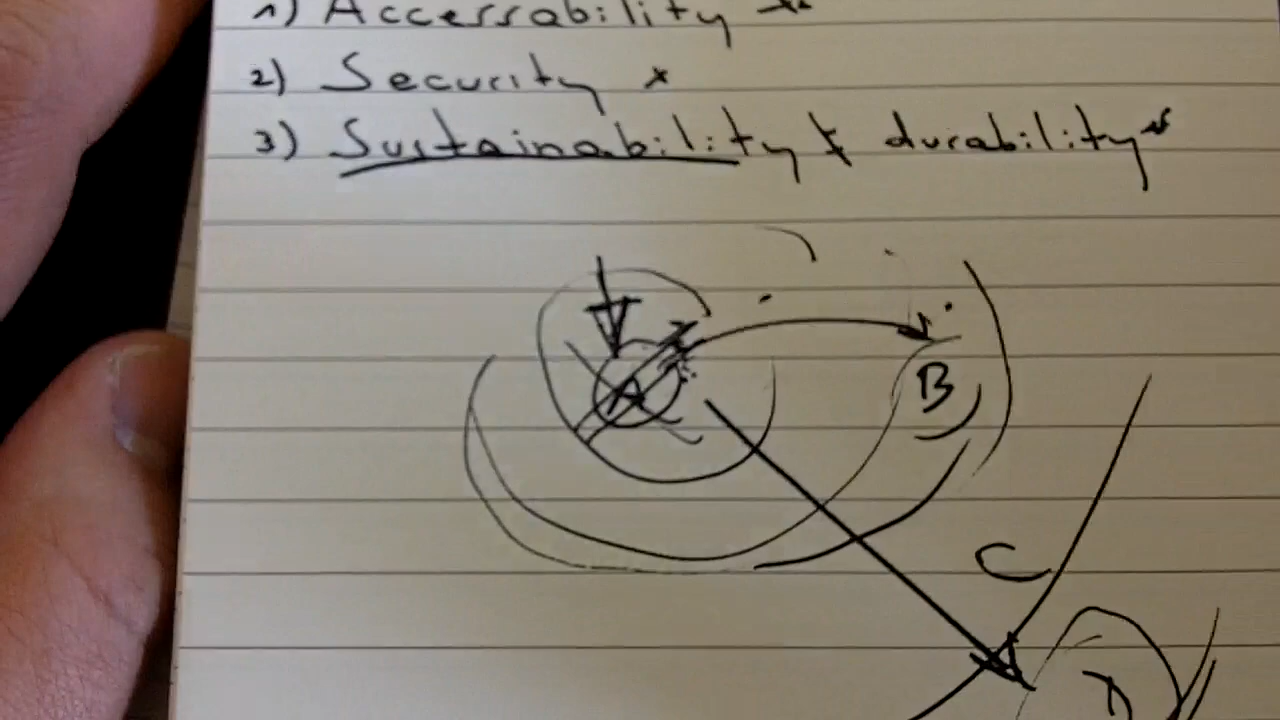 1) Accessability
2) Security *
3) Sustainability & durability
A
B
C
D